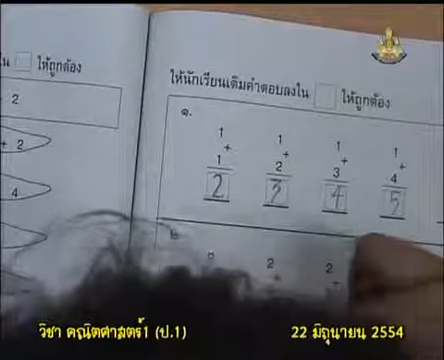 น ให้ถูกต้อง
2
+ 2
4
ให้นักเรียนเติมคำตอบลงใน ให้ถูกต้อง
๑.
1 1 1 1
+ + + +
1 2 3 4
2 3 4 5
2 2
วิชา คณิตศาสตร์1 (ป.1) 22 มิถุนายน 2554